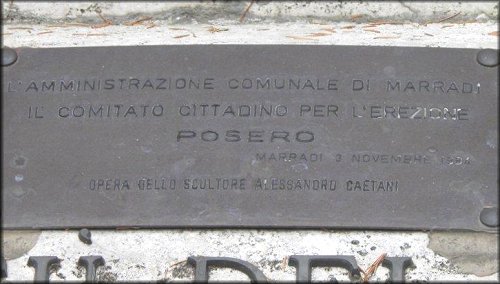 L'AMMINISTRAZIONE COMUNALE DI MARRADI
IL COMITATO CITTADINO PER L'EREZIONE
POSERO
MARRADI 3 NOVEMBRE
OPERA DELLO SCULTORE ALESSANDRO CAETANI